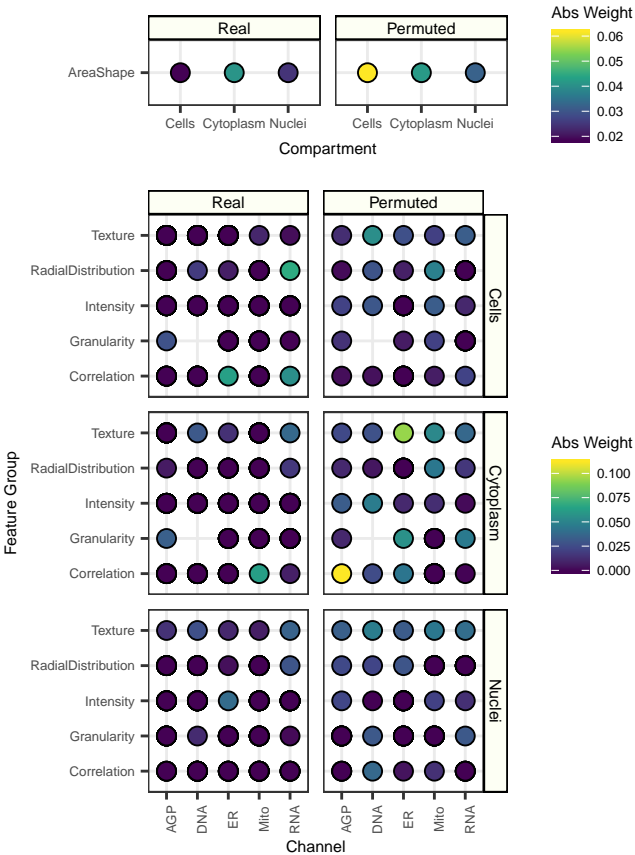 Real Permuted
AreaShape
Cells Cytoplasm Nuclei Cells Cytoplasm Nuclei
Compartment
Abs Weight
0.06
0.05
0.04
0.03
0.02
Real Permuted
Feature Group
Texture
RadialDistribution
Intensity
Granularity
Correlation
Cells
Texture
RadialDistribution
Intensity
Granularity
Correlation
Cytoplasm
Texture
RadialDistribution
Intensity
Granularity
Correlation
Nuclei
AGP DNA ER Mito RNA AGP DNA ER Mito RNA
Channel
Abs Weight
0.100
0.075
0.050
0.025
0.000